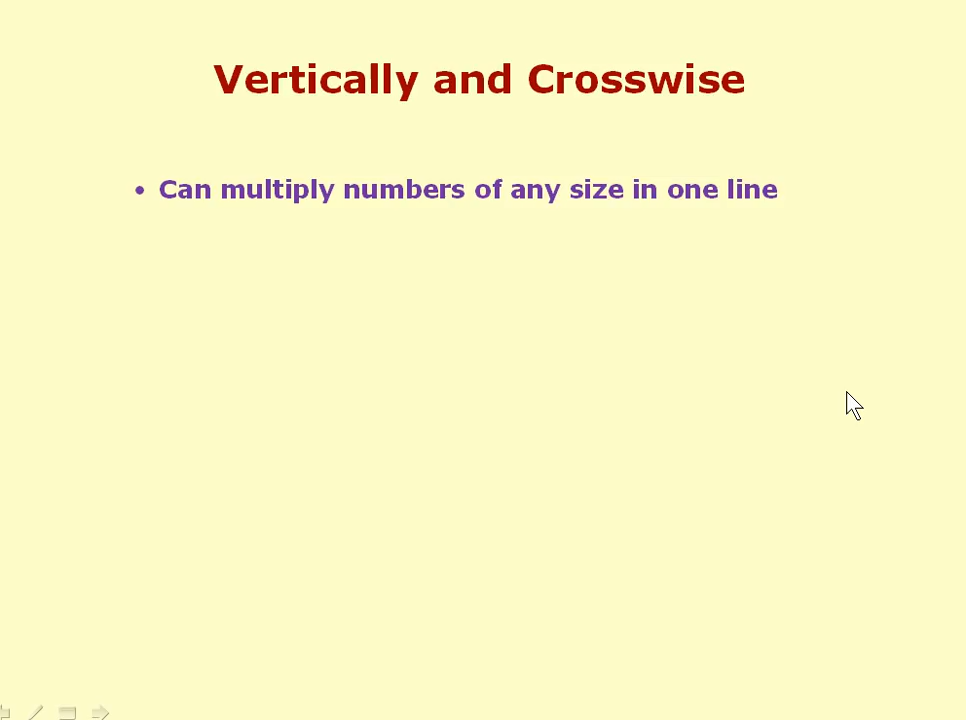 Vertically and Crosswise
• Can multiply numbers of any size in one line